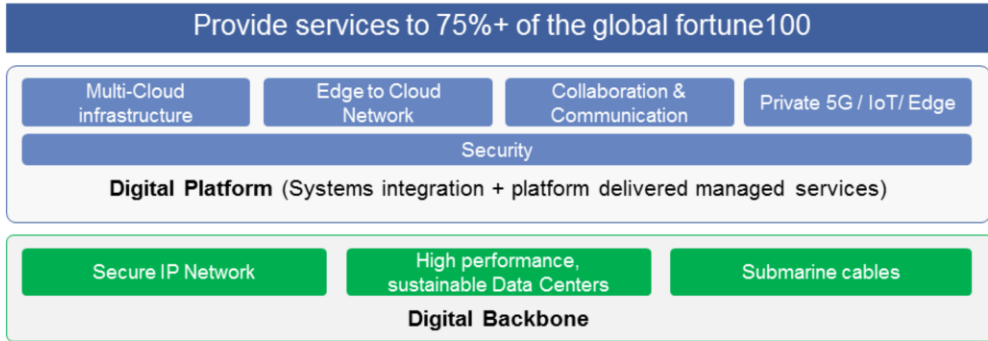 Provide services to 75%+ of the global fortune100
Multi-Cloud
infrastructure
Edge to Cloud
Network
Collaboration &
Communication
Private 5G / IoT/ Edge
Security
Digital Platform (Systems integration + platform delivered managed services)
Secure IP Network
High performance,
sustainable Data Centers
Submarine cables
Digital Backbone